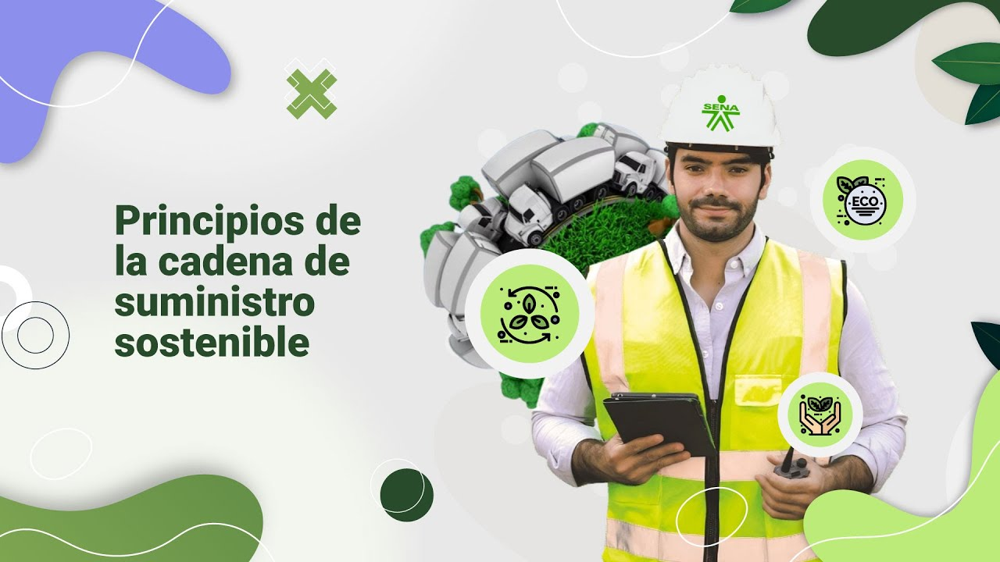 Principios de
la cadena de
suministro
sostenible
SENA
ECO